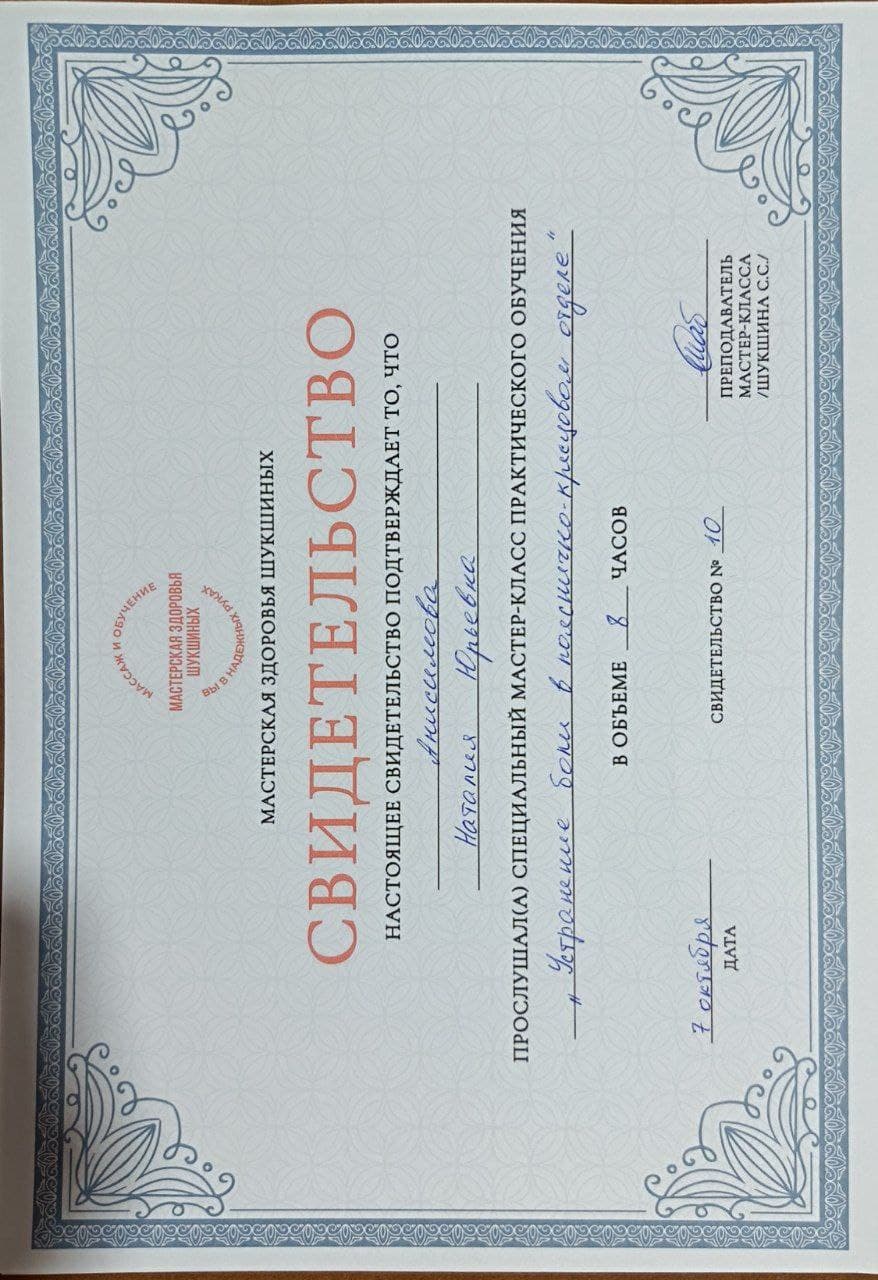 МАССАЖ И ОБУЧЕНИЕ
МАСТЕРСКАЯ ЗДОРОВЬЯ
ШУКШИНЫХ
ВЫ В НАДЕЖНЫХ РУКАХ
МАСТЕРСКАЯ ЗДОРОВЬЯ ШУКШИНЫХ
СВИДЕТЕЛЬСТВО
НАСТОЯЩЕЕ СВИДЕТЕЛЬСТВО ПОДТВЕРЖДАЕТ ТО, ЧТО
Анисимова
Наталия Юрьевна
ПРОСЛУШАЛ(А) СПЕЦИАЛЬНЫЙ МАСТЕР-КЛАСС ПРАКТИЧЕСКОГО ОБУЧЕНИЯ
"Устранение боли в пояснично-крестцовом отделе"
В ОБЪЕМЕ 8 ЧАСОВ
7 октября
ДАТА
СВИДЕТЕЛЬСТВО № 10
ПРЕПОДАВАТЕЛЬ
МАСТЕР-КЛАССА
/ШУКШИНА С.С./